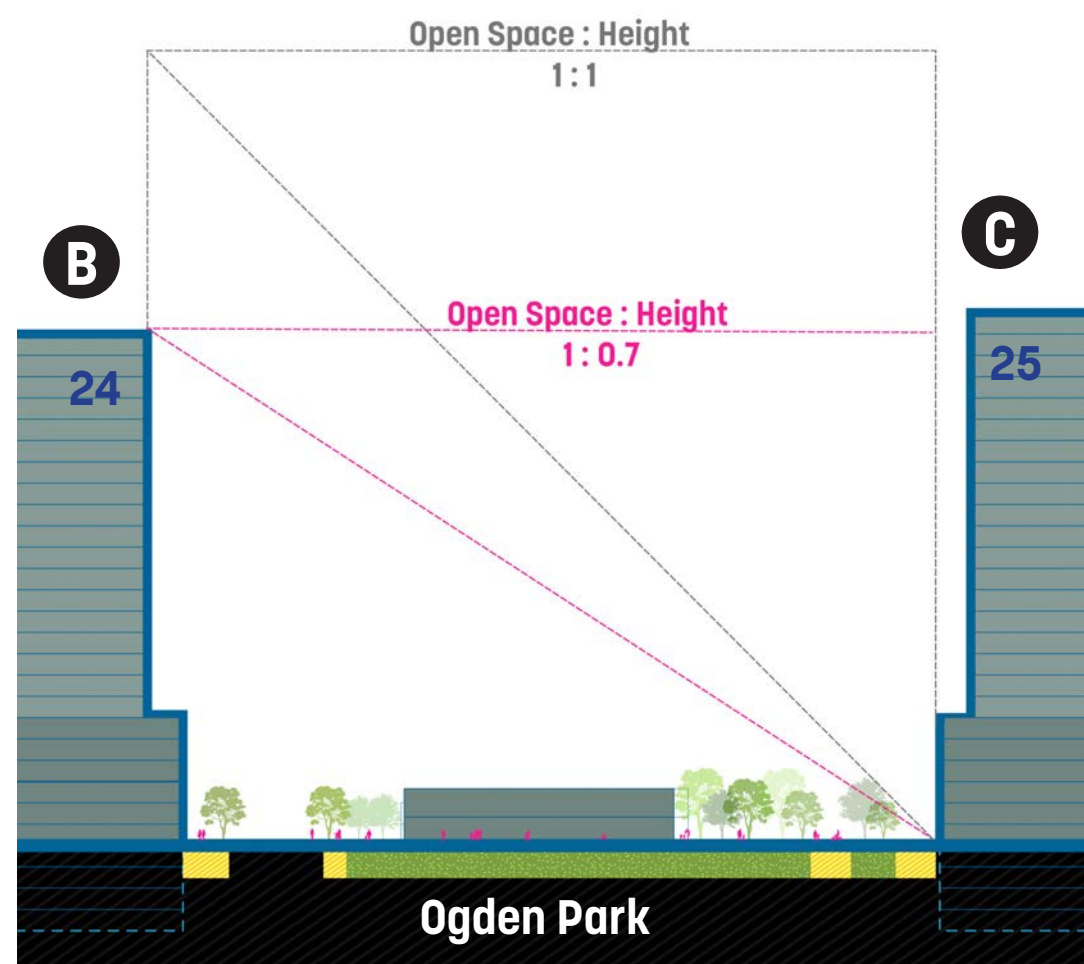 Open Space : Height
1 : 1
B
C
Open Space : Height
1 : 0.7
24
25
Ogden Park